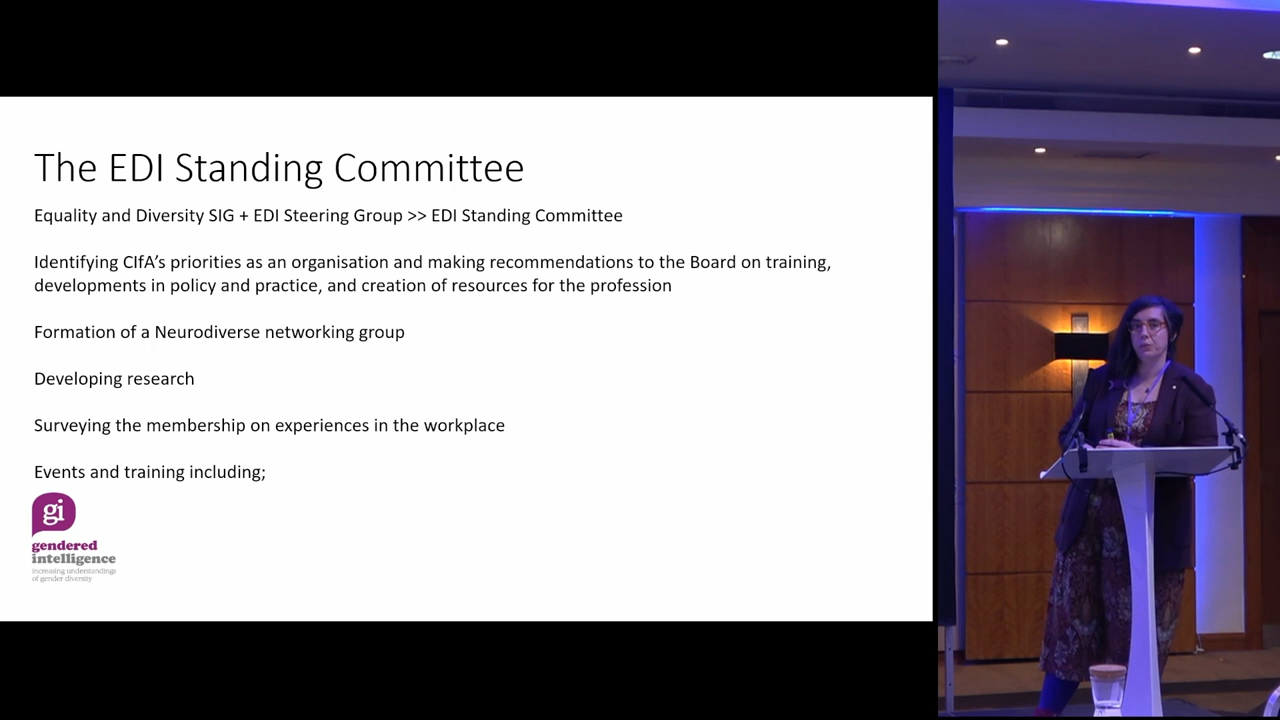 The EDI Standing Committee
Equality and Diversity SIG + EDI Steering Group >> EDI Standing Committee
Identifying CIfA's priorities as an organisation and making recommendations to the Board on training,
developments in policy and practice, and creation of resources for the profession
Formation of a Neurodiverse networking group
Developing research
Surveying the membership on experiences in the workplace
Events and training including;
gi
gendered
intelligence
increasing understandings
of gender diversity